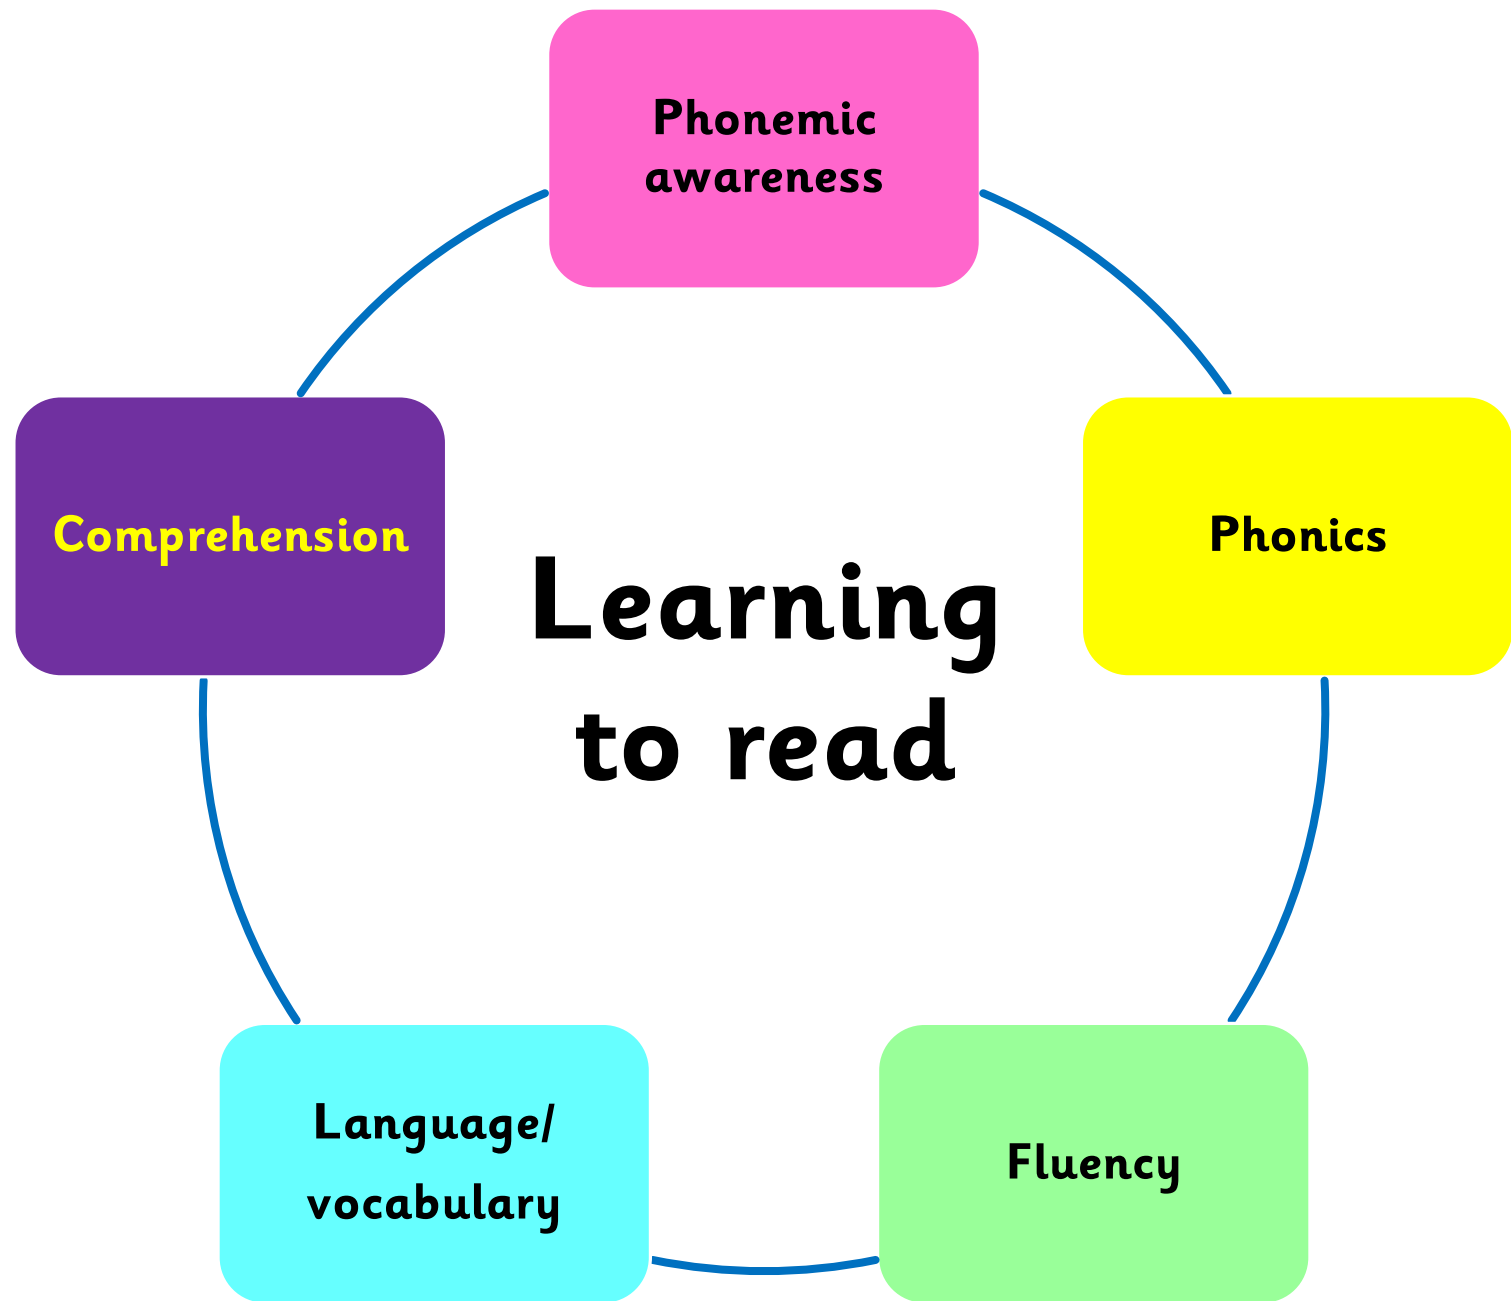 Phonemic
awareness
Comprehension
Phonics
Learning
to read
Language/
vocabulary
Fluency